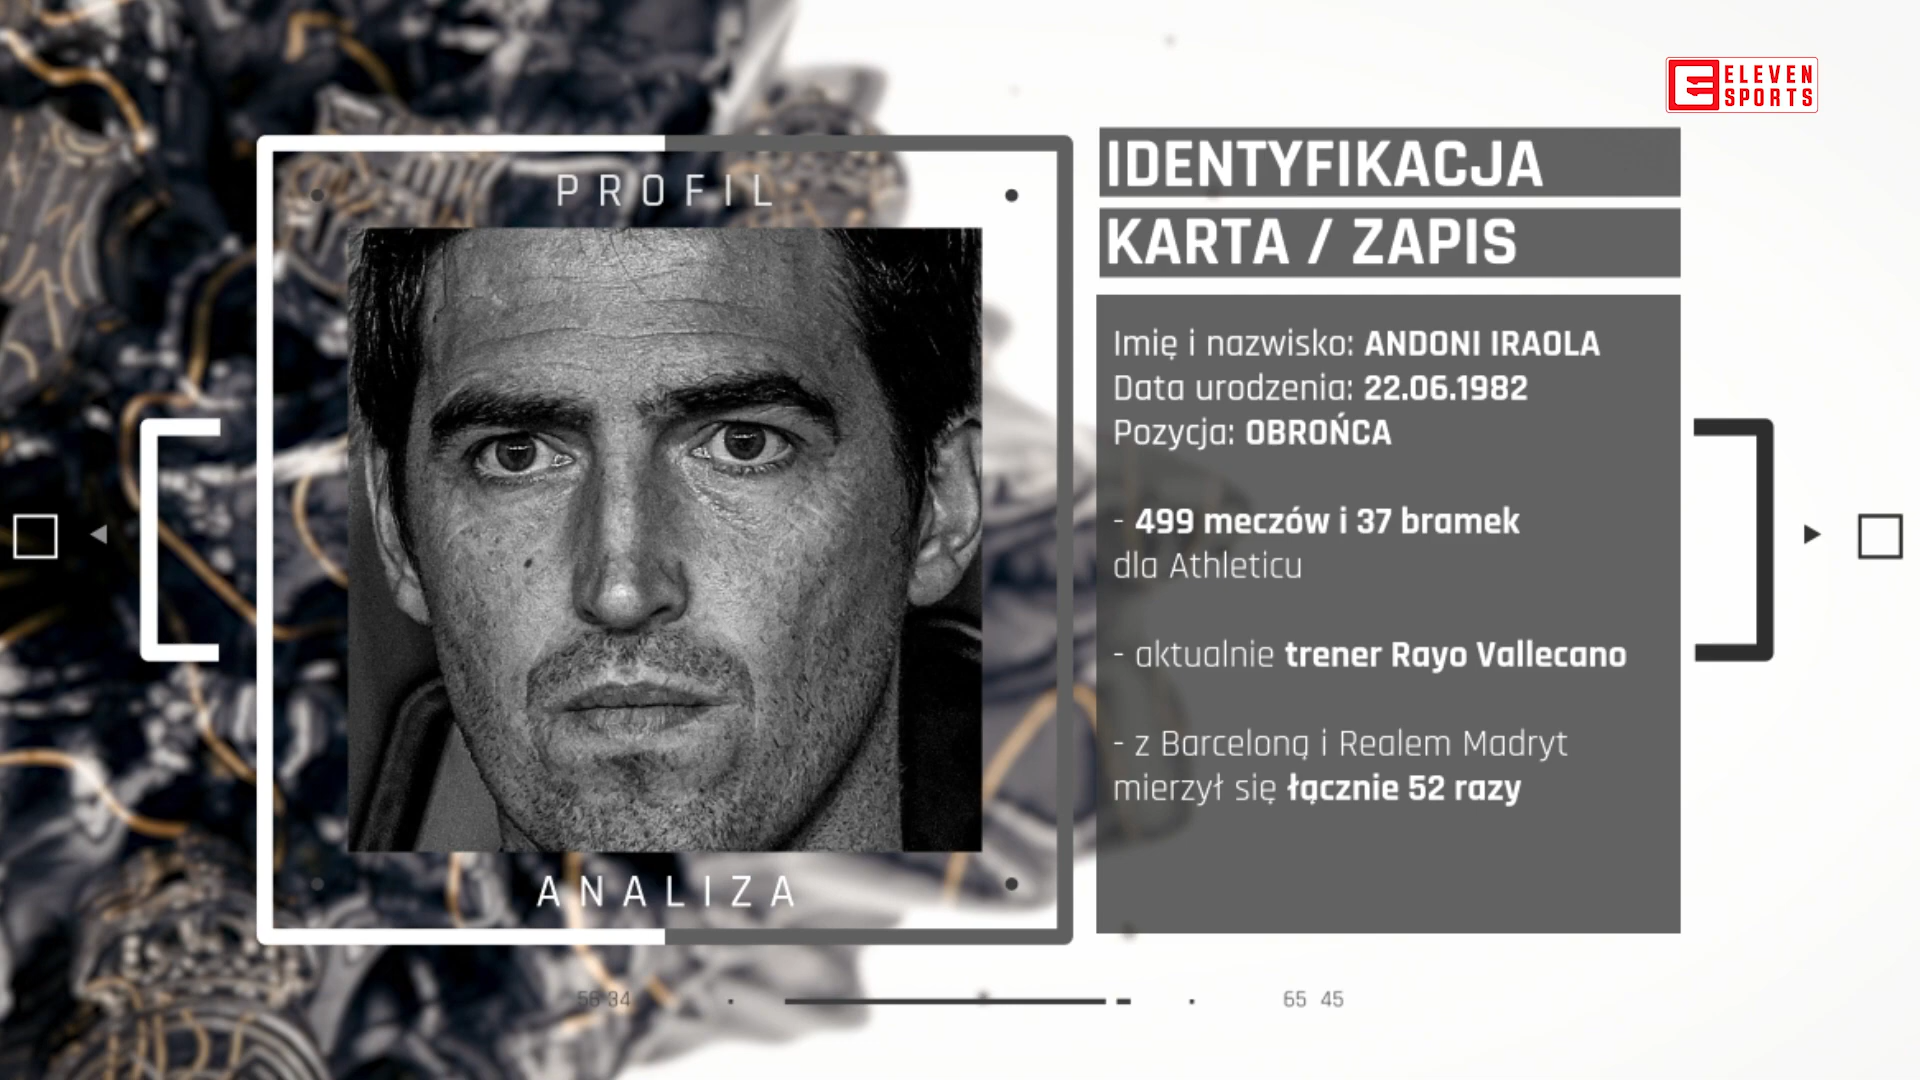 ELEVEN
SPORTS
PROFIL
ANALIZA
IDENTYFIKACJA
KARTA / ZAPIS
Imię i nazwisko: ANDONI IRAOLA
Data urodzenia: 22.06.1982
Pozycja: OBROŃCA
- 499 meczów i 37 bramek
dla Athleticu
- aktualnie trener Rayo Vallecano
- z Barceloną i Realem Madryt
mierzył się łącznie 52 razy
56 34
65 45